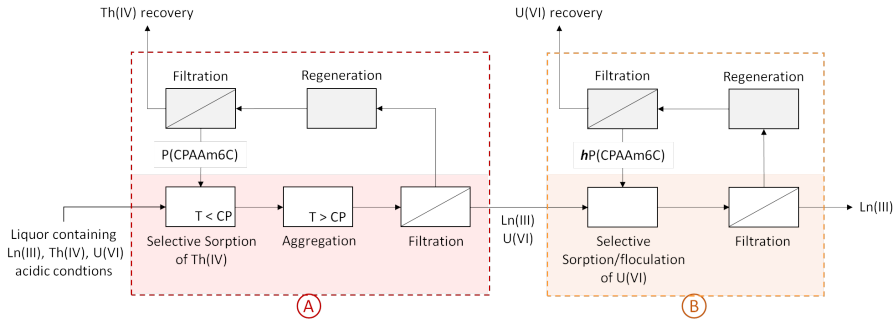 Th(IV) recovery
U(VI) recovery
Filtration
Regeneration
Filtration
Regeneration
P(CPAAm6C)
hP(CPAAm6C)
T < CP
T > CP
Liquor containing
Ln(III), Th(IV), U(VI)
acidic condtions
Selective Sorption
of Th(IV)
Aggregation
Filtration
Ln(III)
U(VI)
Selective
Sorption/floculation
of U(VI)
Filtration
Ln(III)
A
B